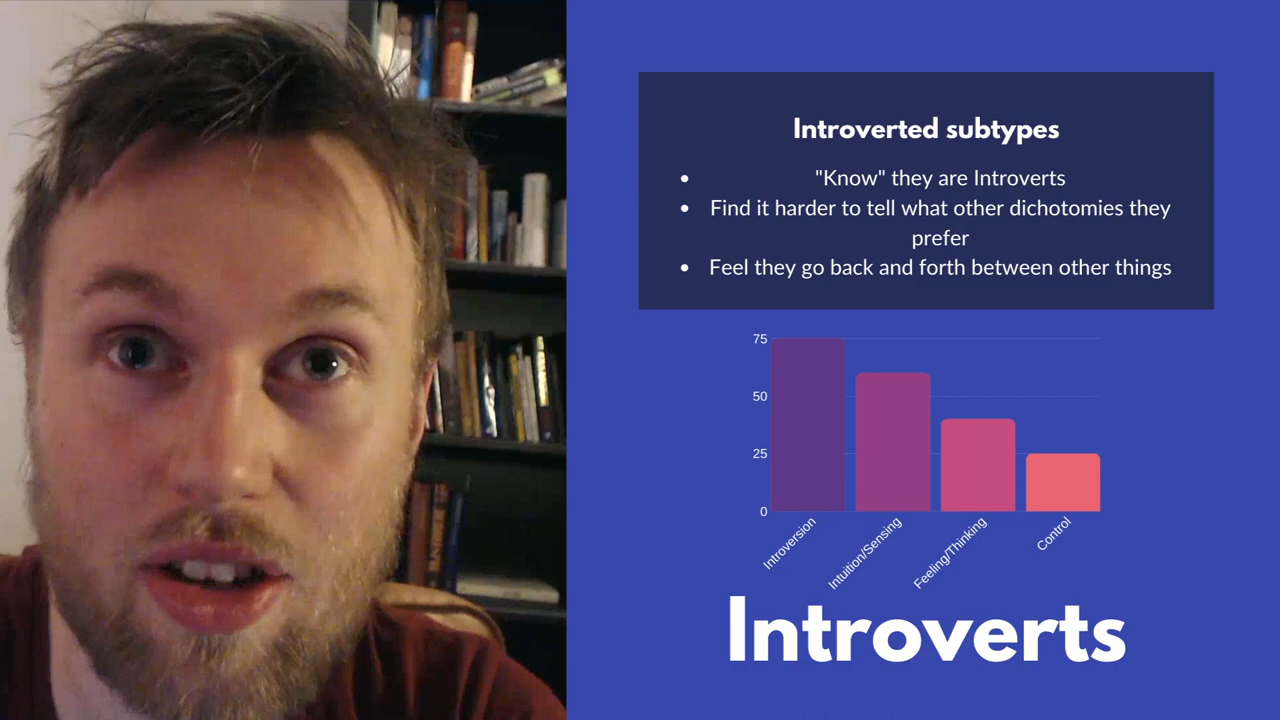 Introverted subtypes
• "Know" they are Introverts
• Find it harder to tell what other dichotomies they
prefer
• Feel they go back and forth between other things
75
50
25
0
Introversion
Intuition/Sensing
Feeling/Thinking
Control
Introverts